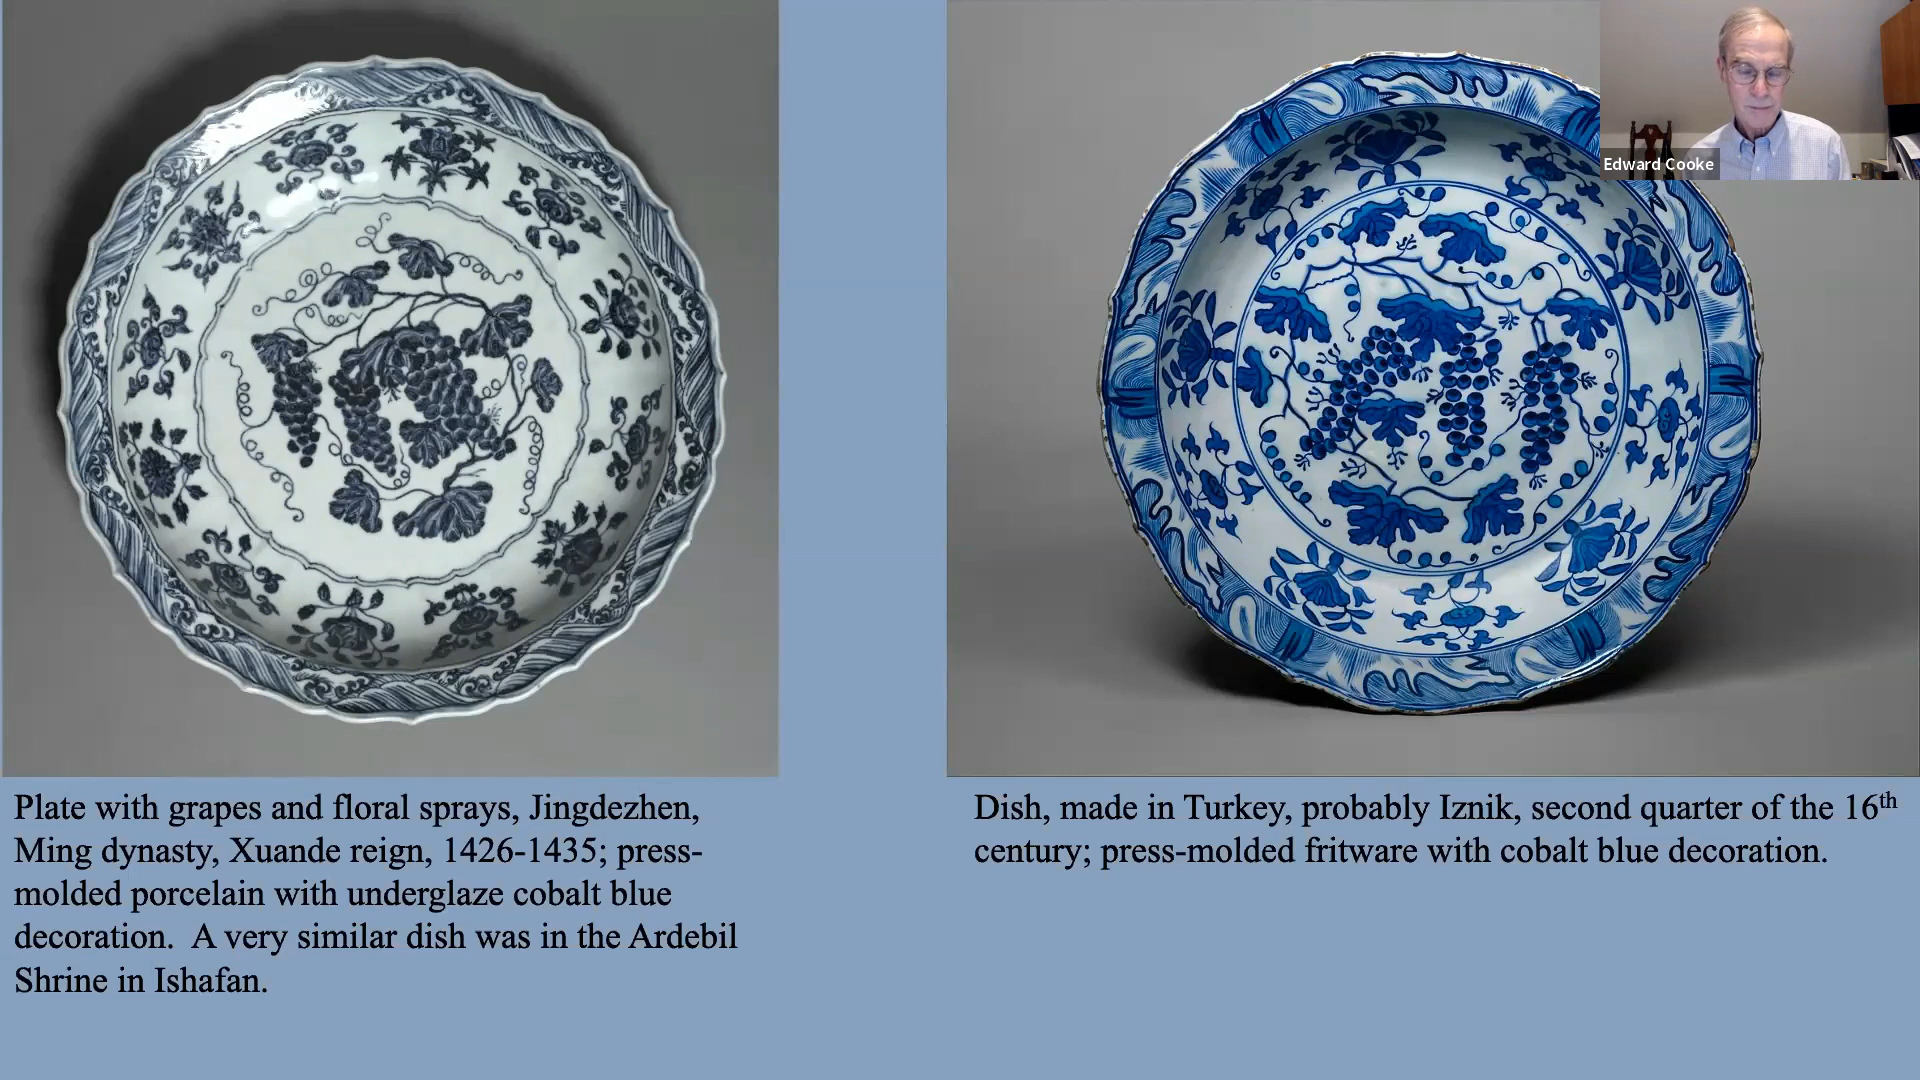 Edward Cooke
Plate with grapes and floral sprays, Jingdezhen,
Ming dynasty, Xuande reign, 1426-1435; press-
molded porcelain with underglaze cobalt blue
decoration.  A very similar dish was in the Ardebil
Shrine in Ishafan.
Dish, made in Turkey, probably Iznik, second quarter of the 16th
century; press-molded fritware with cobalt blue decoration.